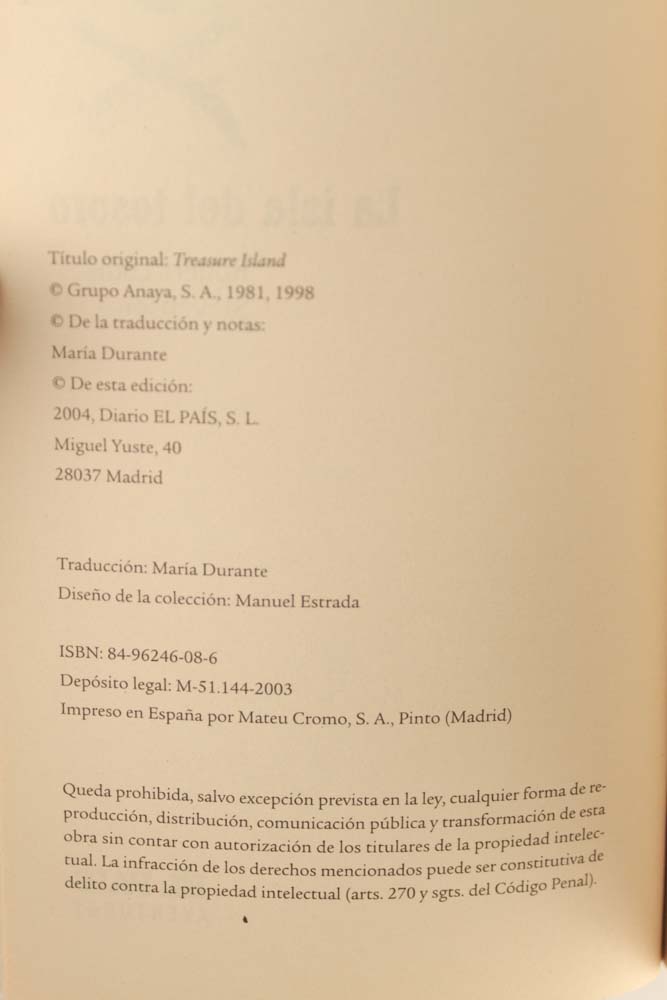 La isla del tesoro
Título original: Treasure Island
© Grupo Anaya, S. A., 1981, 1998
© De la traducción y notas:
María Durante
© De esta edición:
2004, Diario EL PAÍS, S. L.
Miguel Yuste, 40
28037 Madrid
Traducción: María Durante
Diseño de la colección: Manuel Estrada
ISBN: 84-96246-08-6
Depósito legal: M-51.144-2003
Impreso en España por Mateu Cromo, S. A., Pinto (Madrid)
Queda prohibida, salvo excepción prevista en la ley, cualquier forma de re-
producción, distribución, comunicación pública y transformación de esta
obra sin contar con autorización de los titulares de la propiedad intelec-
tual. La infracción de los derechos mencionados puede ser constitutiva de
delito contra la propiedad intelectual (arts. 270 y sgts. del Código Penal).